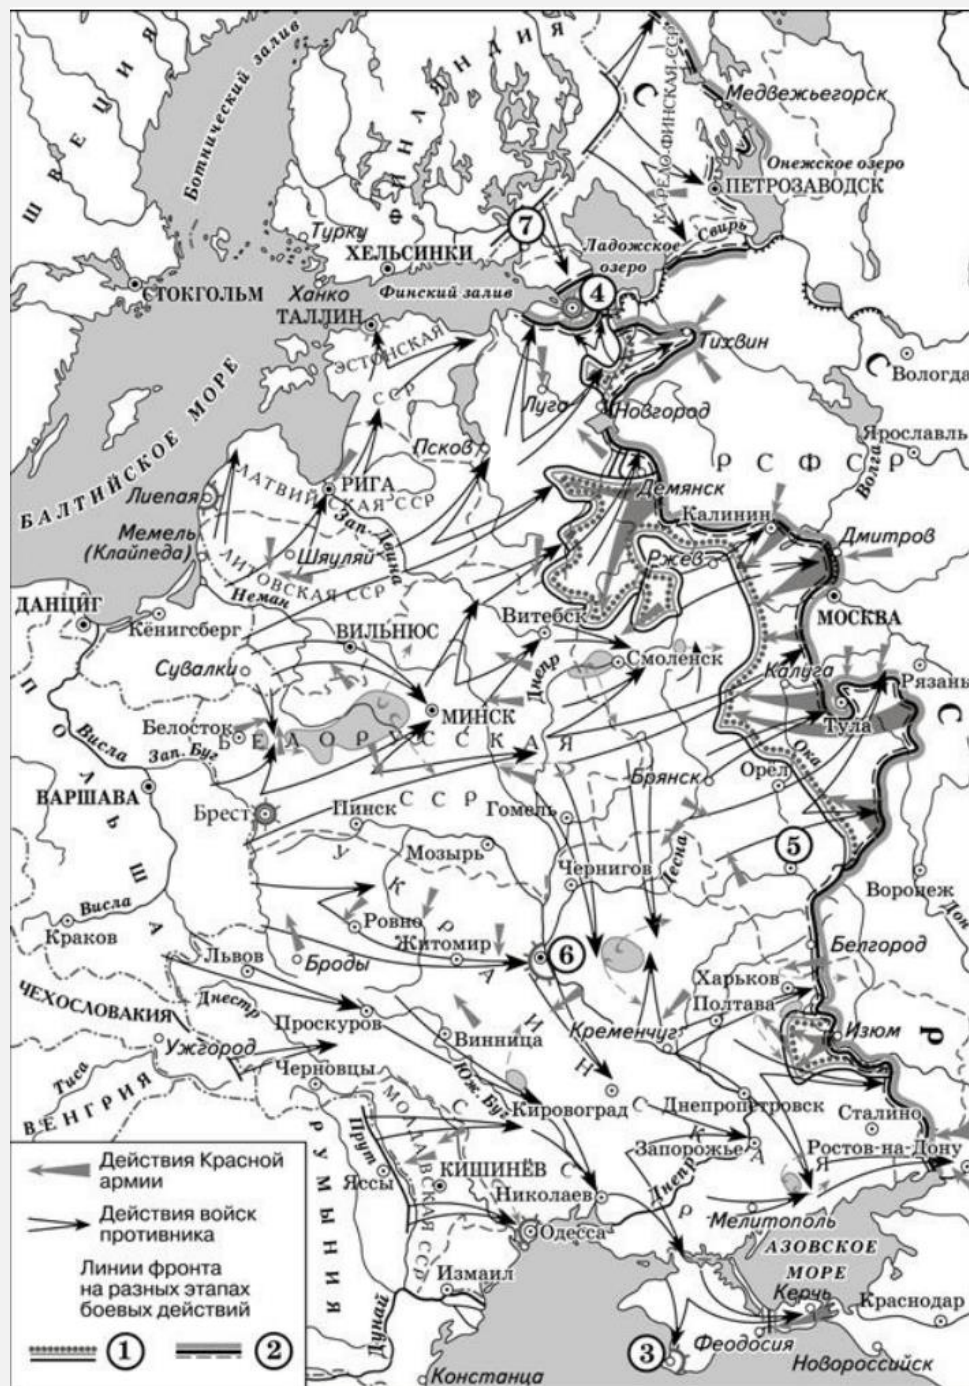 ШВЕЦИЯ
Ботнический залив
ФИНЛЯНДИЯ
КАРЕЛО-ФИНСКАЯ ССР
С
Медвежьегорск
Онежское озеро
ПЕТРОЗАВОДСК
Свирь
7
Турку
ХЕЛЬСИНКИ
Ладожское
озеро
СТОКГОЛЬМ
Ханко
Финский залив
4
ТАЛЛИН
Тихвин
ЭСТОНСКАЯ
ССР
С
Вологда
Луга
Новгород
БАЛТИЙСКОЕ МОРЕ
Псков
Ярославль
РСФСР
Волга
МАТВИЙ
СКАЯ ССР
РИГА
Лиепая
Демянск
Калинин
Зап. Двина
Дмитров
Мемель
(Клайпеда)
Шяуляй
Ржев
ЛИТОВСКАЯ ССР
Неман
ДАНЦИГ
МОСКВА
Кёнигсберг
ВИЛЬНЮС
Витебск
Сувалки
Днепр
Смоленск
Калуга
Рязань
С
МИНСК
Тула
Белосток
БЕЛОРУССКАЯ
ССР
Висла
Зап. Буг
Ока
ПОЛЬША
ВАРШАВА
Брянск
Орёл
Брест
Пинск
Гомель
Мозырь
5
Чернигов
Десна
Воронеж
Висла
Дон
Краков
Ровно
УКРАИНСКАЯ
Житомир
6
Белгород
Львов
Броды
Харьков
ЧЕХОСЛОВАКИЯ
Днестр
Полтава
Проскуров
Кременчуг
Изюм
Р
Ужгород
Винница
Тиса
Черновцы
Юж. Буг
ВЕНГРИЯ
Кировоград
ССР
Днепропетровск
Сталино
МОЛДАВСКАЯ ССР
Запорожье
Ростов-на-Дону
Прут
Днепр
РУМЫНИЯ
Яссы
КИШИНЁВ
Николаев
Мелитополь
Одесса
АЗОВСКОЕ
МОРЕ
Измаил
Керчь
Краснодар
Дунай
3
Феодосия
Новороссийск
Констанца
Действия Красной
армии
Действия войск
противника
Линии фронта
на разных этапах
боевых действий
1
2